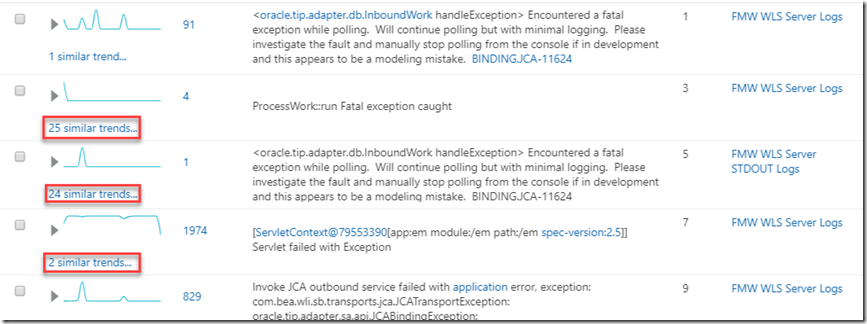 91
<oracle.tip.adapter.db.InboundWork handleException> Encountered a fatal
exception while polling. Will continue polling but with minimal logging. Please
investigate the fault and manually stop polling from the console if in development
and this appears to be a modeling mistake. BINDINGJCA-11624
1
FMW WLS Server Logs
1 similar trend...
4
ProcessWork::run Fatal exception caught
3
FMW WLS Server Logs
25 similar trends...
1
<oracle.tip.adapter.db.InboundWork handleException> Encountered a fatal
exception while polling. Will continue polling but with minimal logging. Please
investigate the fault and manually stop polling from the console if in development
and this appears to be a modeling mistake. BINDINGJCA-11624
5
FMW WLS Server
STDOUT Logs
24 similar trends...
1974
[ServletContext@79553390[app:em module:/em path:/em spec-version:2.5]]
Servlet failed with Exception
7
FMW WLS Server Logs
2 similar trends...
829
Invoke JCA outbound service failed with application error, exception:
com.bea.wli.sb.transports.jca.JCATransportException:
oracle.tip.adapter.sa.api.JCABindingException:
9
FMW WLS Server Logs